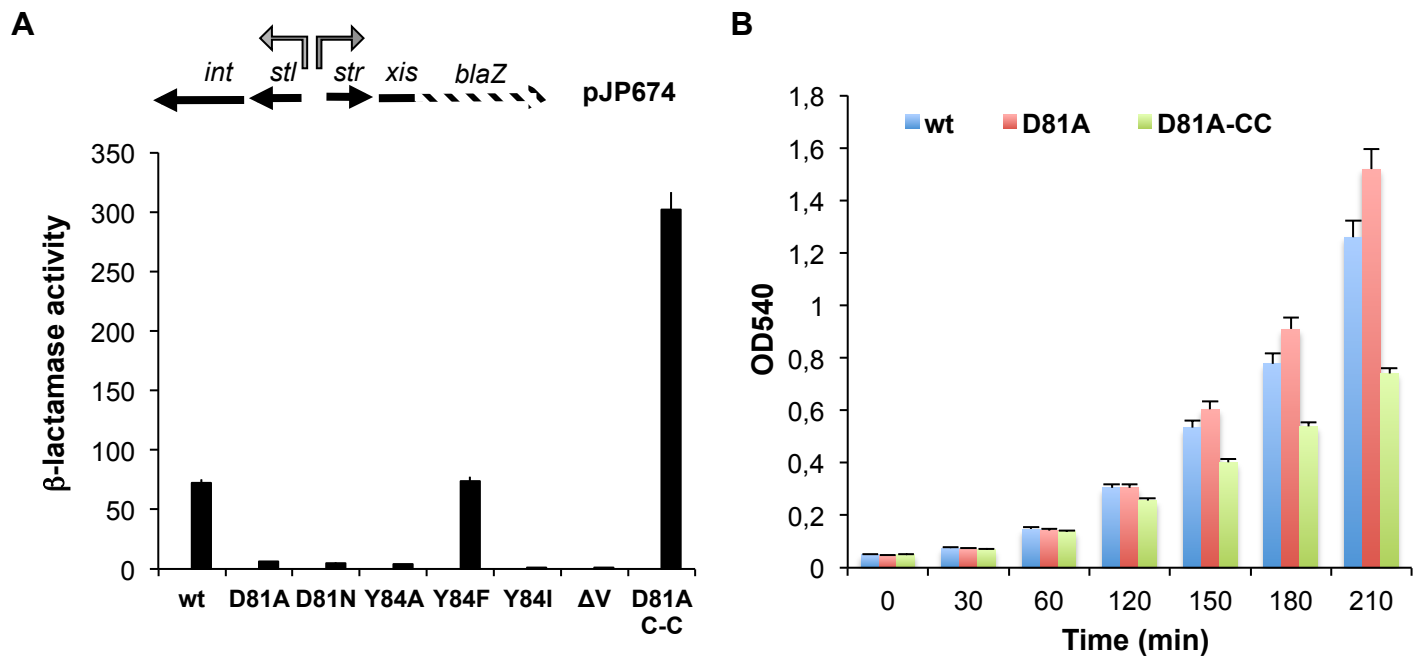 A
int stl str xis blaZ
pJP674
350
300
250
200
150
100
50
0
β-lactamase activity
wt D81A D81N Y84A Y84F Y84I ΔV D81A
C-C
B
wt D81A D81A-CC
1,8
1,6
1,4
1,2
1
0,8
0,6
0,4
0,2
0
OD540
0 30 60 120 150 180 210
Time (min)